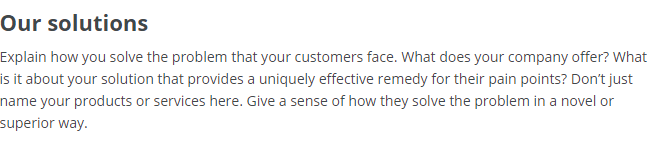 Our solutions
Explain how you solve the problem that your customers face. What does your company offer? What
is it about your solution that provides a uniquely effective remedy for their pain points? Don’t just
name your products or services here. Give a sense of how they solve the problem in a novel or
superior way.